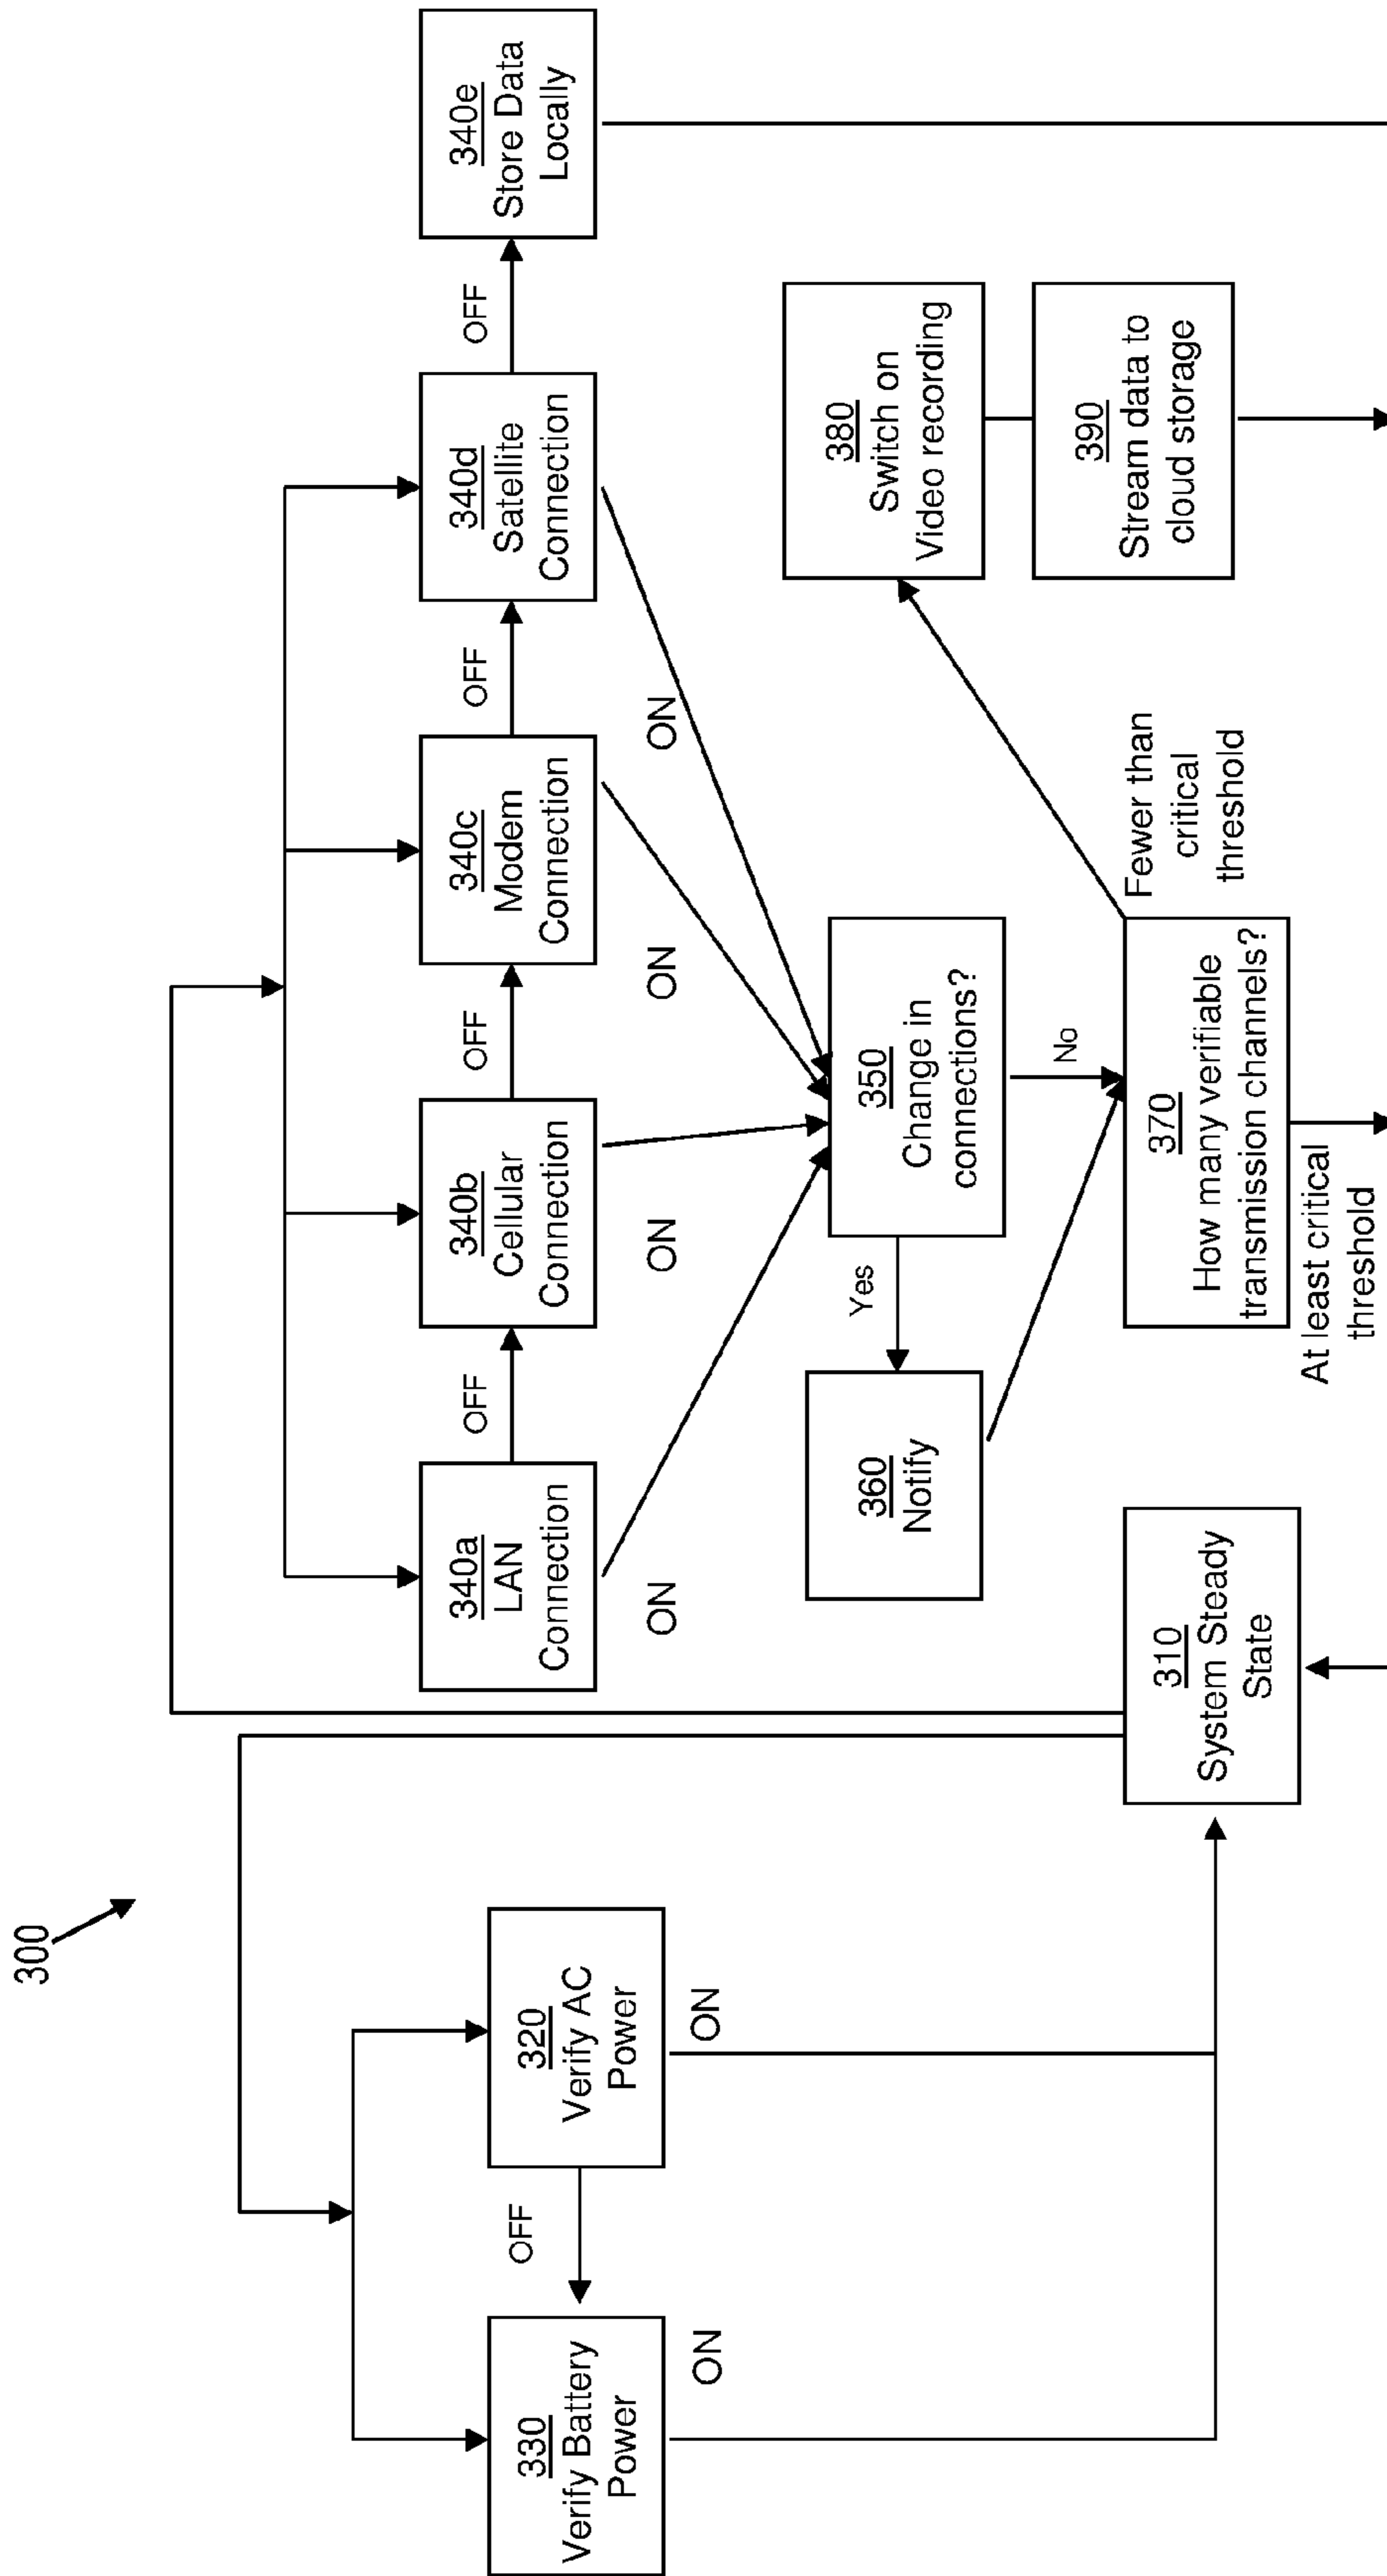 300
330
Verify Battery
Power
OFF
320
Verify AC
Power
ON
ON
340a
LAN
Connection
OFF
340b
Cellular
Connection
OFF
340c
Modem
Connection
OFF
340d
Satellite
Connection
OFF
340e
Store Data
Locally
ON
ON
ON
ON
360
Notify
Yes
350
Change in
connections?
No
380
Switch on
Video recording
310
System Steady
State
370
How many verifiable
transmission channels?
Fewer than
critical
threshold
390
Stream data to
cloud storage
At least critical
threshold